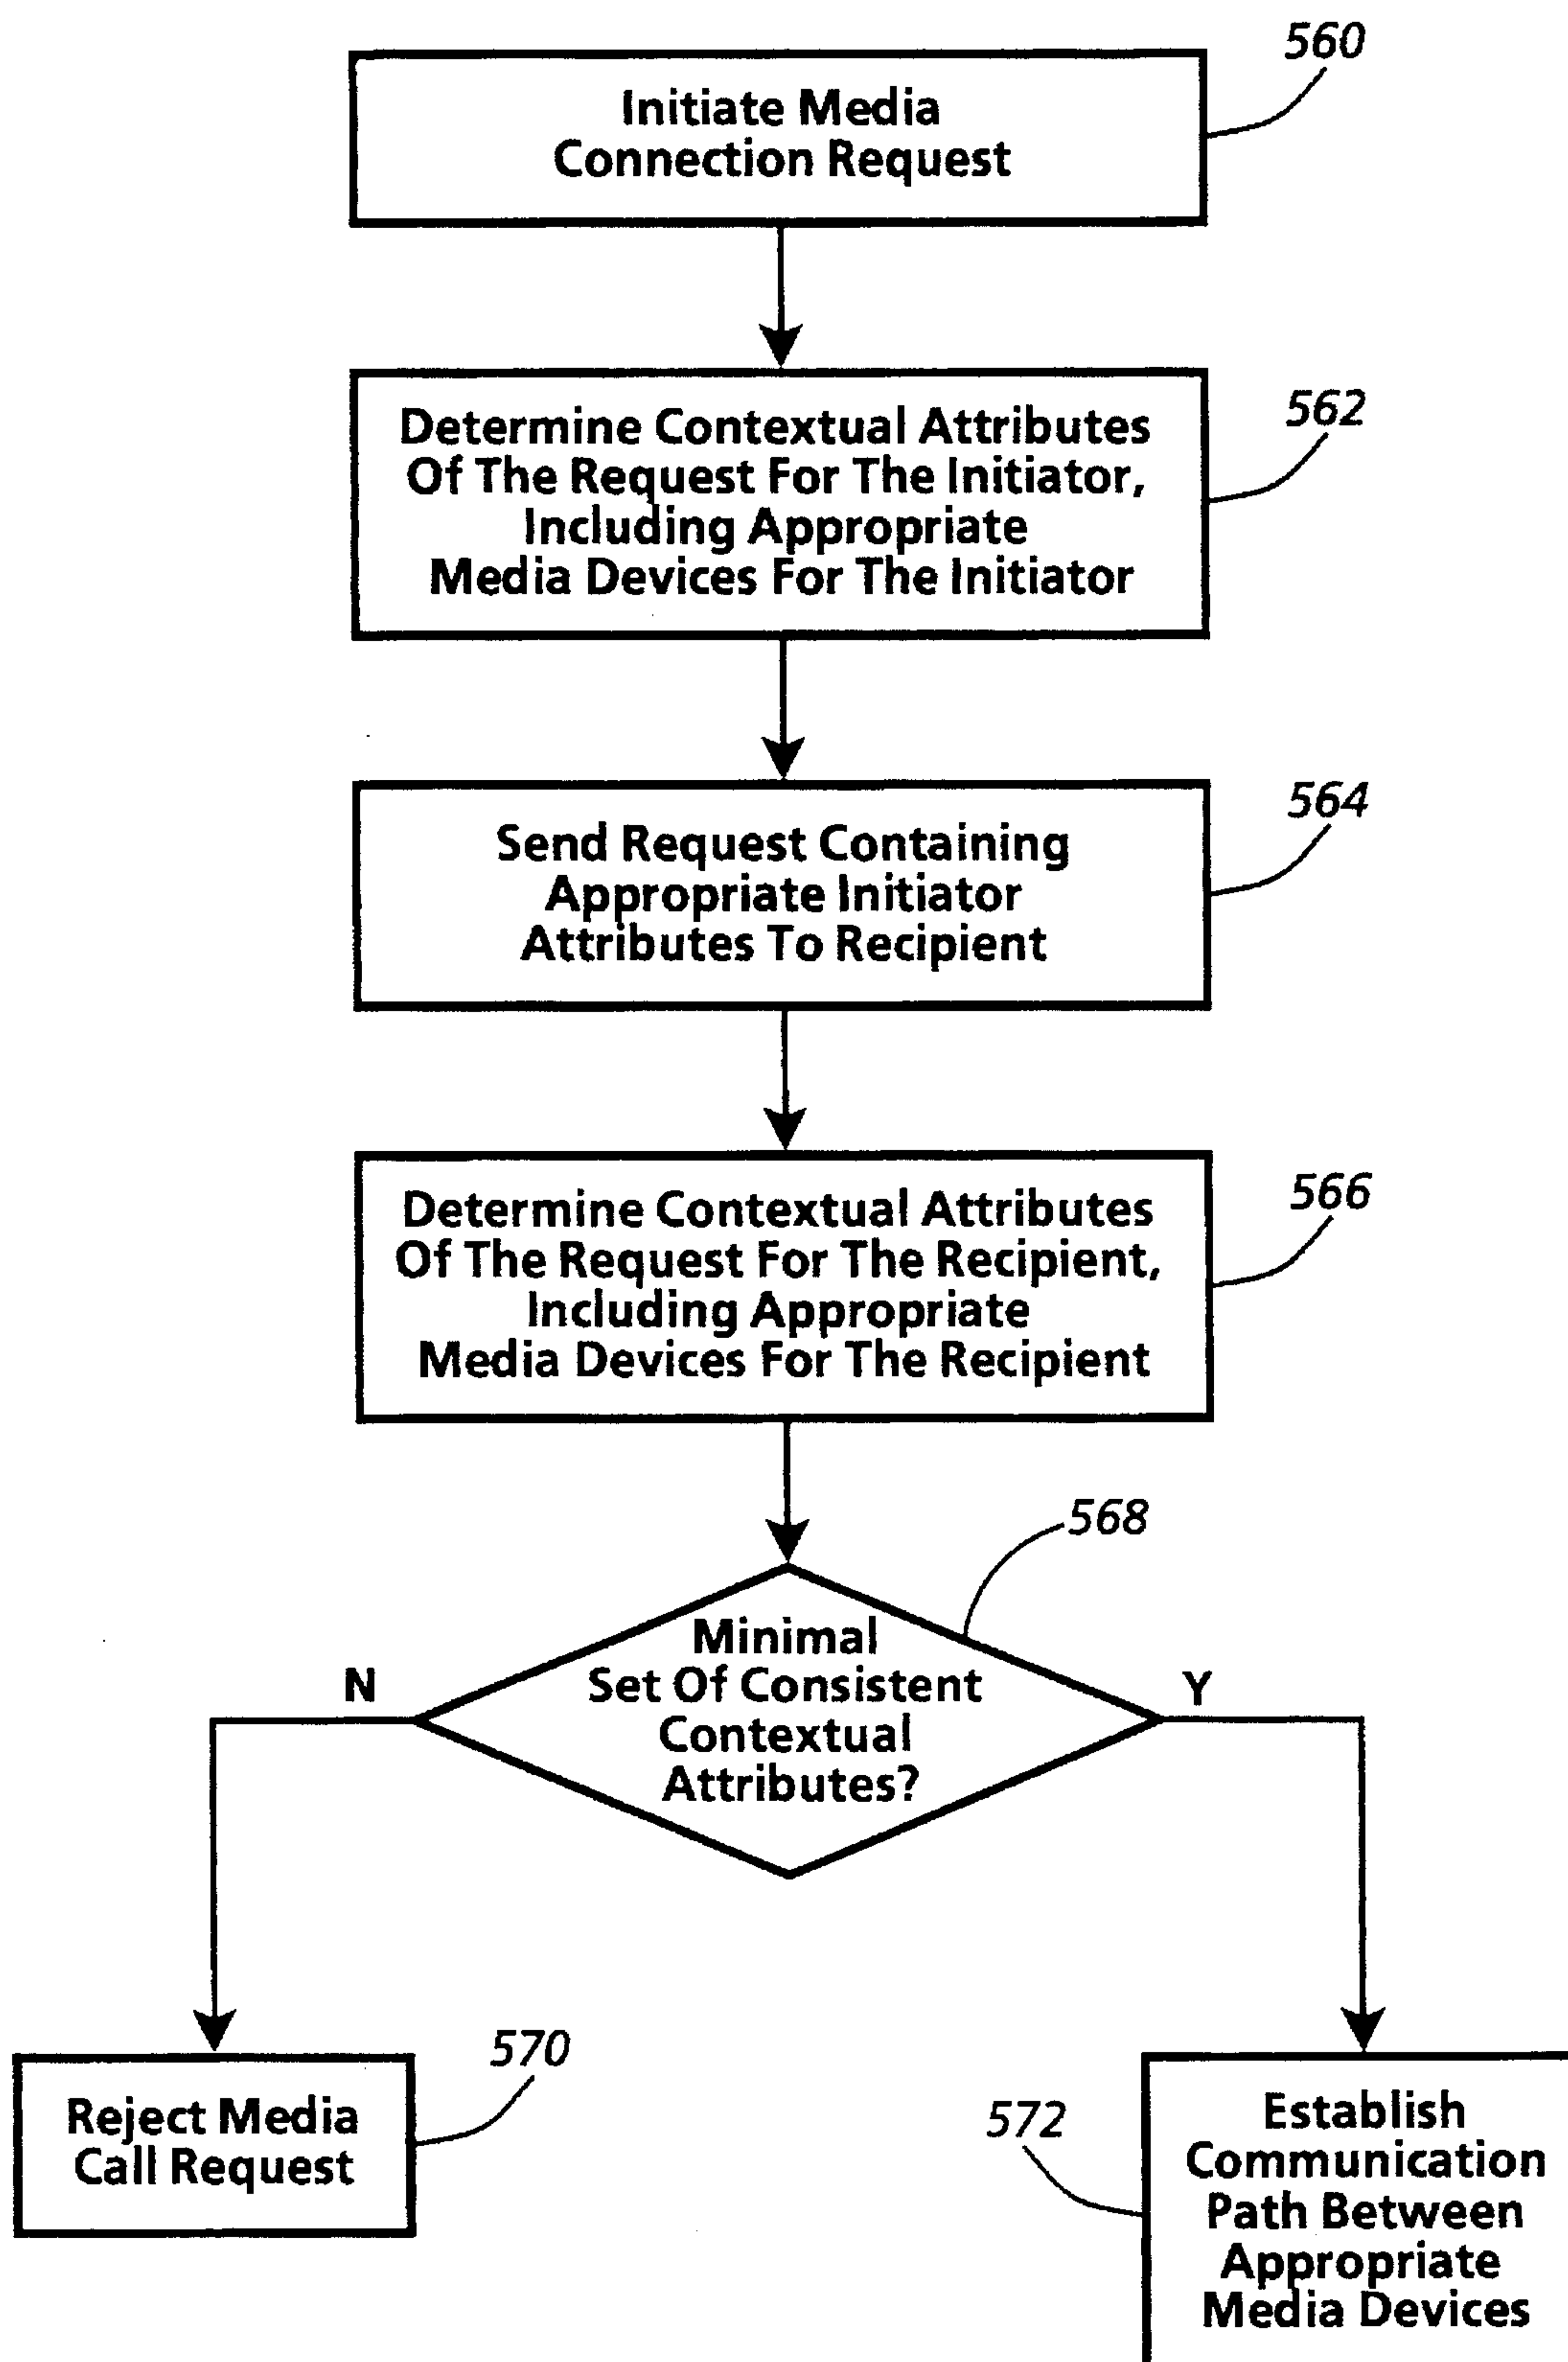 560
Initiate Media
Connection Request
562
Determine Contextual Attributes
Of The Request For The Initiator,
Including Appropriate
Media Devices For The Initiator
564
Send Request Containing
Appropriate Initiator
Attributes To Recipient
566
Determine Contextual Attributes
Of The Request For The Recipient,
Including Appropriate
Media Devices For The Recipient
568
Minimal
Set Of Consistent
Contextual
Attributes?
N
Y
570
Reject Media
Call Request
572
Establish
Communication
Path Between
Appropriate
Media Devices